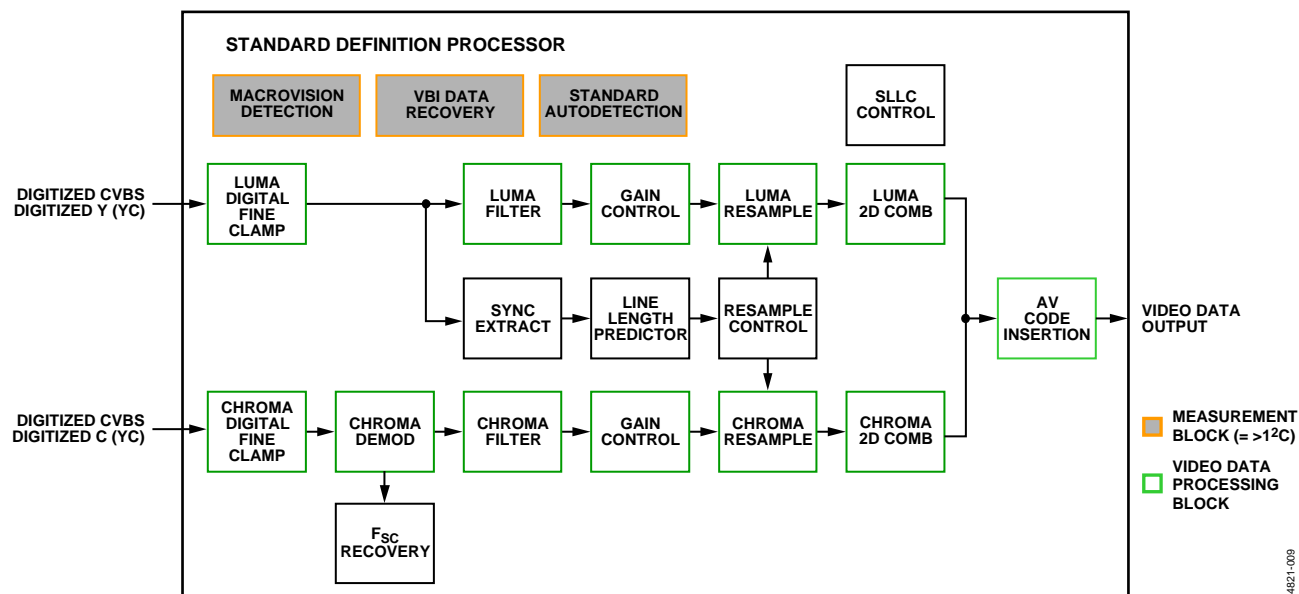 STANDARD DEFINITION PROCESSOR
MACROVISION
DETECTION
VBI DATA
RECOVERY
STANDARD
AUTODETECTION
SLLC
CONTROL
DIGITIZED CVBS
DIGITIZED Y (YC)
LUMA
DIGITAL
FINE
CLAMP
LUMA
FILTER
GAIN
CONTROL
LUMA
RESAMPLE
LUMA
2D COMB
SYNC
EXTRACT
LINE
LENGTH
PREDICTOR
RESAMPLE
CONTROL
AV
CODE
INSERTION
VIDEO DATA
OUTPUT
DIGITIZED CVBS
DIGITIZED C (YC)
CHROMA
DIGITAL
FINE
CLAMP
CHROMA
DEMOD
CHROMA
FILTER
GAIN
CONTROL
CHROMA
RESAMPLE
CHROMA
2D COMB
FSC
RECOVERY
MEASUREMENT
BLOCK (= >1²C)
VIDEO DATA
PROCESSING
BLOCK
4821-009